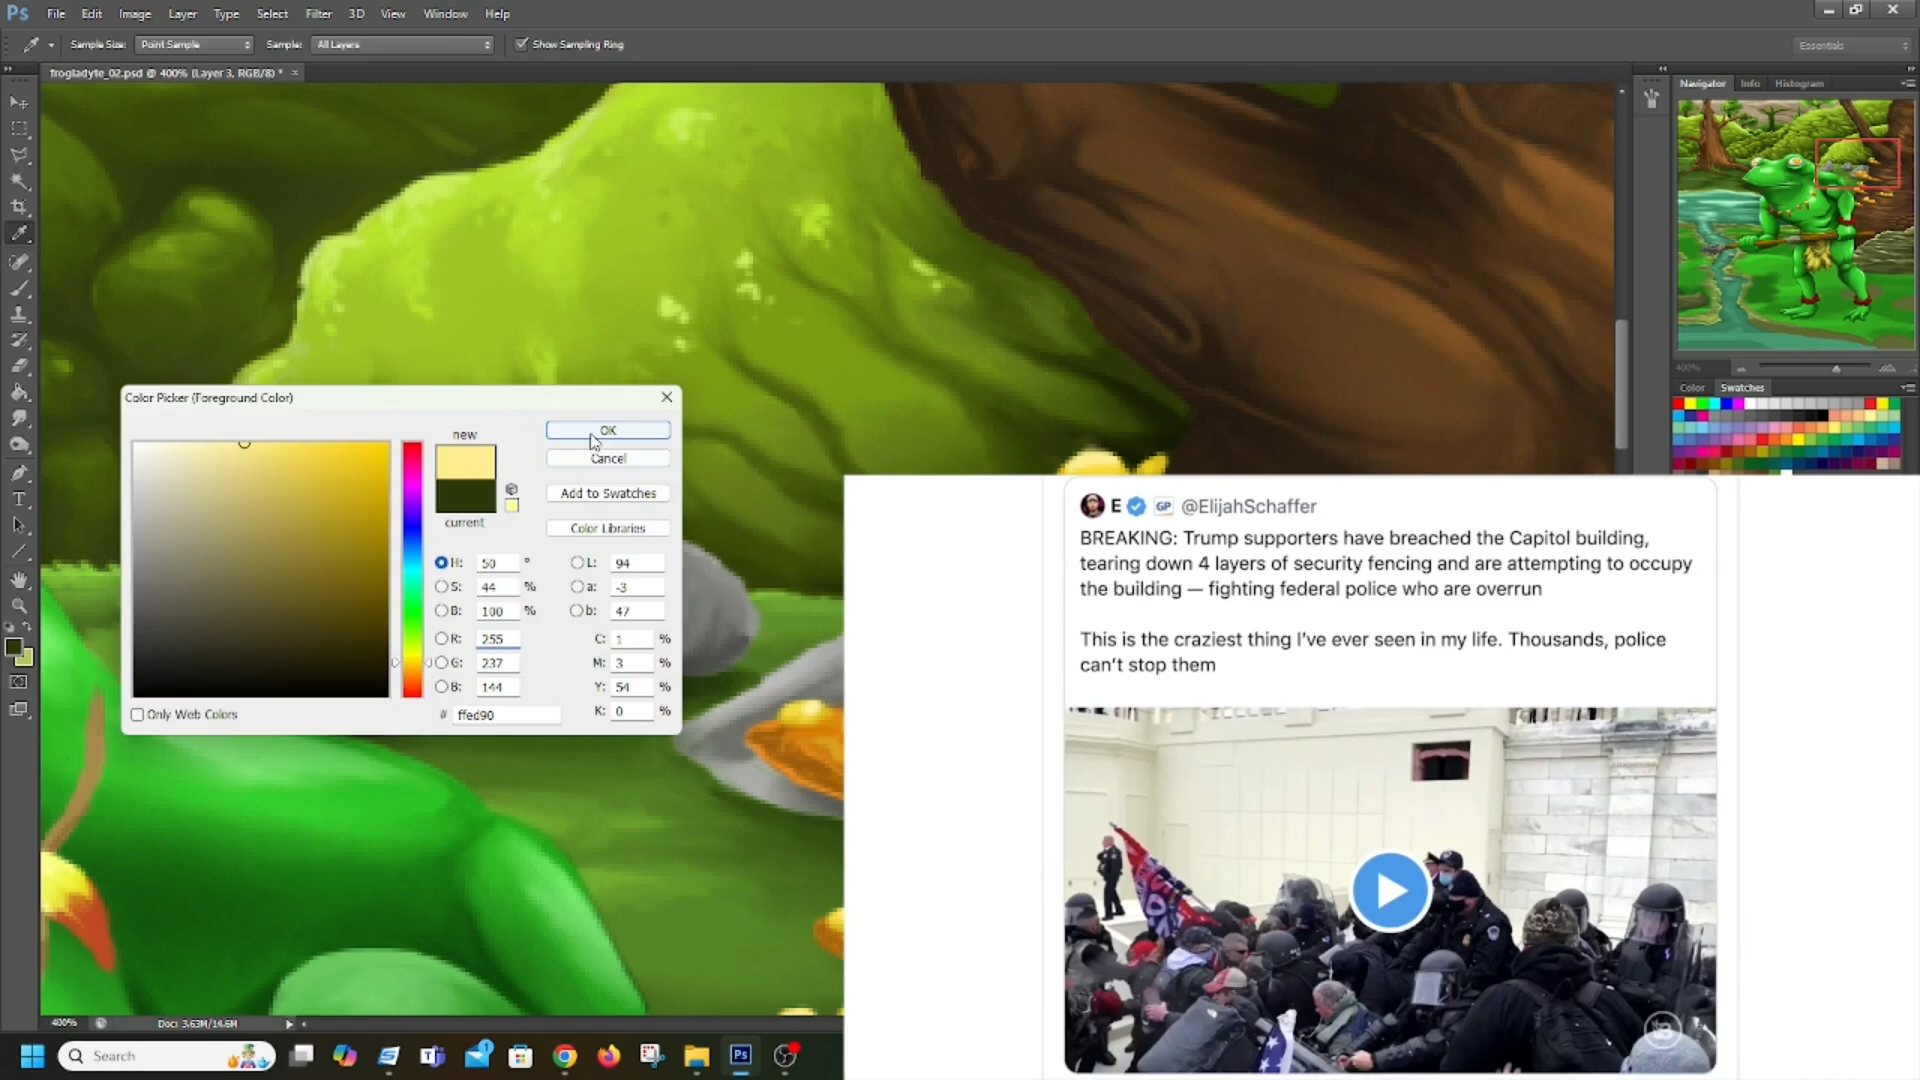 Ps File Edit Image Layer Type Select Filter 3D View Window Help
Sample Size: Point Sample Sample: All Layers Show Sampling Ring Essentials
frogladyte_02.psd @ 400% (Layer 3, RGB/8) * ×
Navigator Info Histogram
400%
Color Swatches
Color Picker (Foreground Color)
new
current
OK
Cancel
Add to Swatches
Color Libraries
H: 50 ° L: 94
S: 44 % a: -3
B: 100 % b: 47
R: 255 C: 1 %
G: 237 M: 3 %
B: 144 Y: 54 %
# ffed90 K: 0 %
Only Web Colors
E GP @ElijahSchaffer
BREAKING: Trump supporters have breached the Capitol building,
tearing down 4 layers of security fencing and are attempting to occupy
the building — fighting federal police who are overrun
This is the craziest thing I've ever seen in my life. Thousands, police
can't stop them
400% Doc: 3.63M/14.6M
Search
Ps